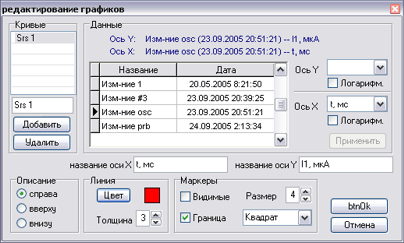 редактирование графиков
Кривые
Srs 1
Srs 1
Добавить
Удалить
Данные
Ось Y: Изм-ние osc (23.09.2005 20:51:21) -- I1, мкА
Ось X: Изм-ние osc (23.09.2005 20:51:21) -- t, мс
Название Дата
Изм-ние 1 20.05.2005 8:21:50
Изм-ние #3 23.09.2005 20:39:25
Изм-ние osc 23.09.2005 20:51:21
Изм-ние prb 24.09.2005 2:13:34
Ось Y
Логарифм.
Ось X t, мс
Логарифм.
Применить
название оси X t, мс название оси Y I1, мкА
Описание
справа
вверху
внизу
Линия
Цвет
Толщина 3
Маркеры
Видимые Размер 4
Граница Квадрат
btnOk
Отмена